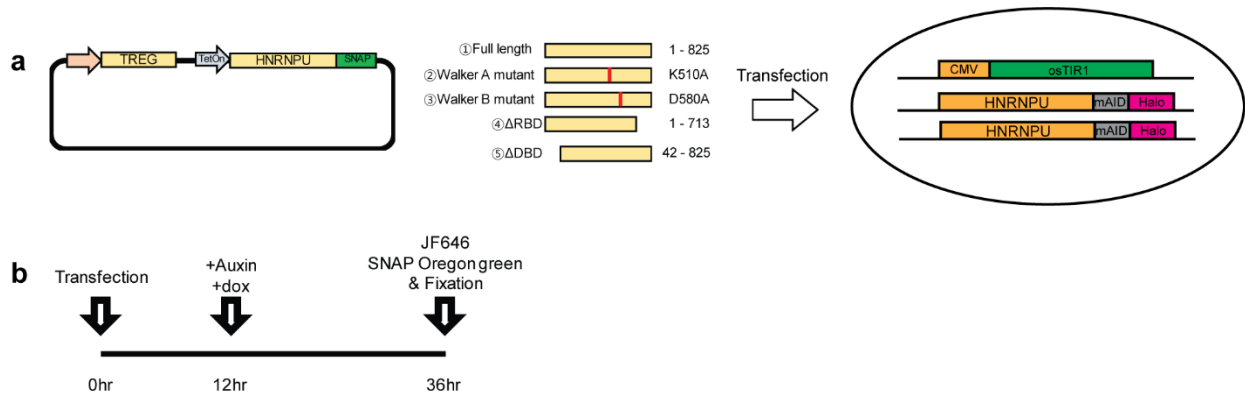 a
TREG
TetOn
HNRNPU
SNAP
①Full length 1 - 825
②Walker A mutant K510A
③Walker B mutant D580A
④ΔRBD 1 - 713
⑤ΔDBD 42 - 825
Transfection
CMV
osTIR1
HNRNPU
mAID
Halo
HNRNPU
mAID
Halo
b
Transfection
+Auxin
+dox
JF646
SNAP Oregon green
& Fixation
0hr
12hr
36hr